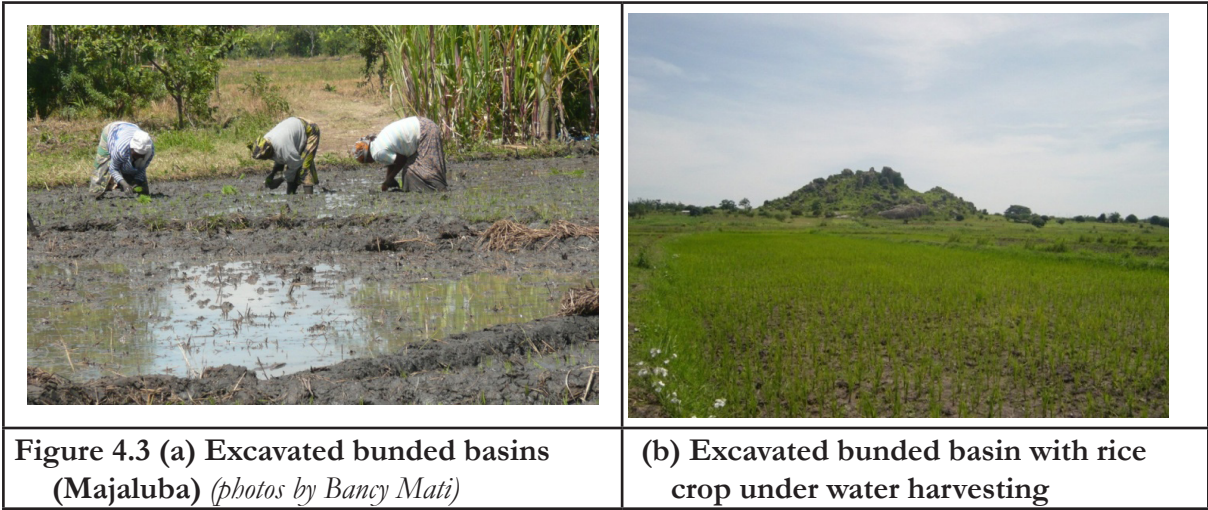 Figure 4.3 (a) Excavated bunded basins
(Majaluba) (photos by Bancy Mati)
(b) Excavated bunded basin with rice
crop under water harvesting